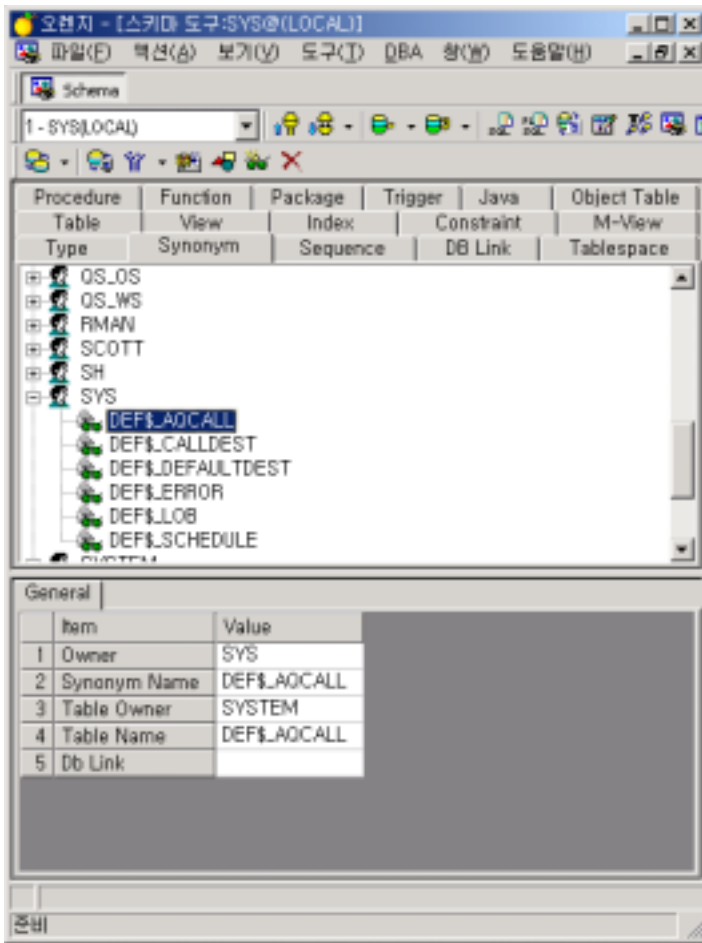 오렌지 - [스키마 도구:SYS@(LOCAL)]
파일(F) 액션(A) 보기(V) 도구(T) DBA 창(W) 도움말(H)
Schema
1 - SYS(LOCAL)
Procedure Function Package Trigger Java Object Table
Table View Index Constraint M-View
Type Synonym Sequence DB Link Tablespace
QS_OS
QS_WS
RMAN
SCOTT
SH
SYS
DEF$_AQCALL
DEF$_CALLDEST
DEF$_DEFAULTDEST
DEF$_ERROR
DEF$_LOB
DEF$_SCHEDULE
SYSTEM
General
Item Value
1 Owner SYS
2 Synonym Name DEF$_AQCALL
3 Table Owner SYSTEM
4 Table Name DEF$_AQCALL
5 Db Link
준비